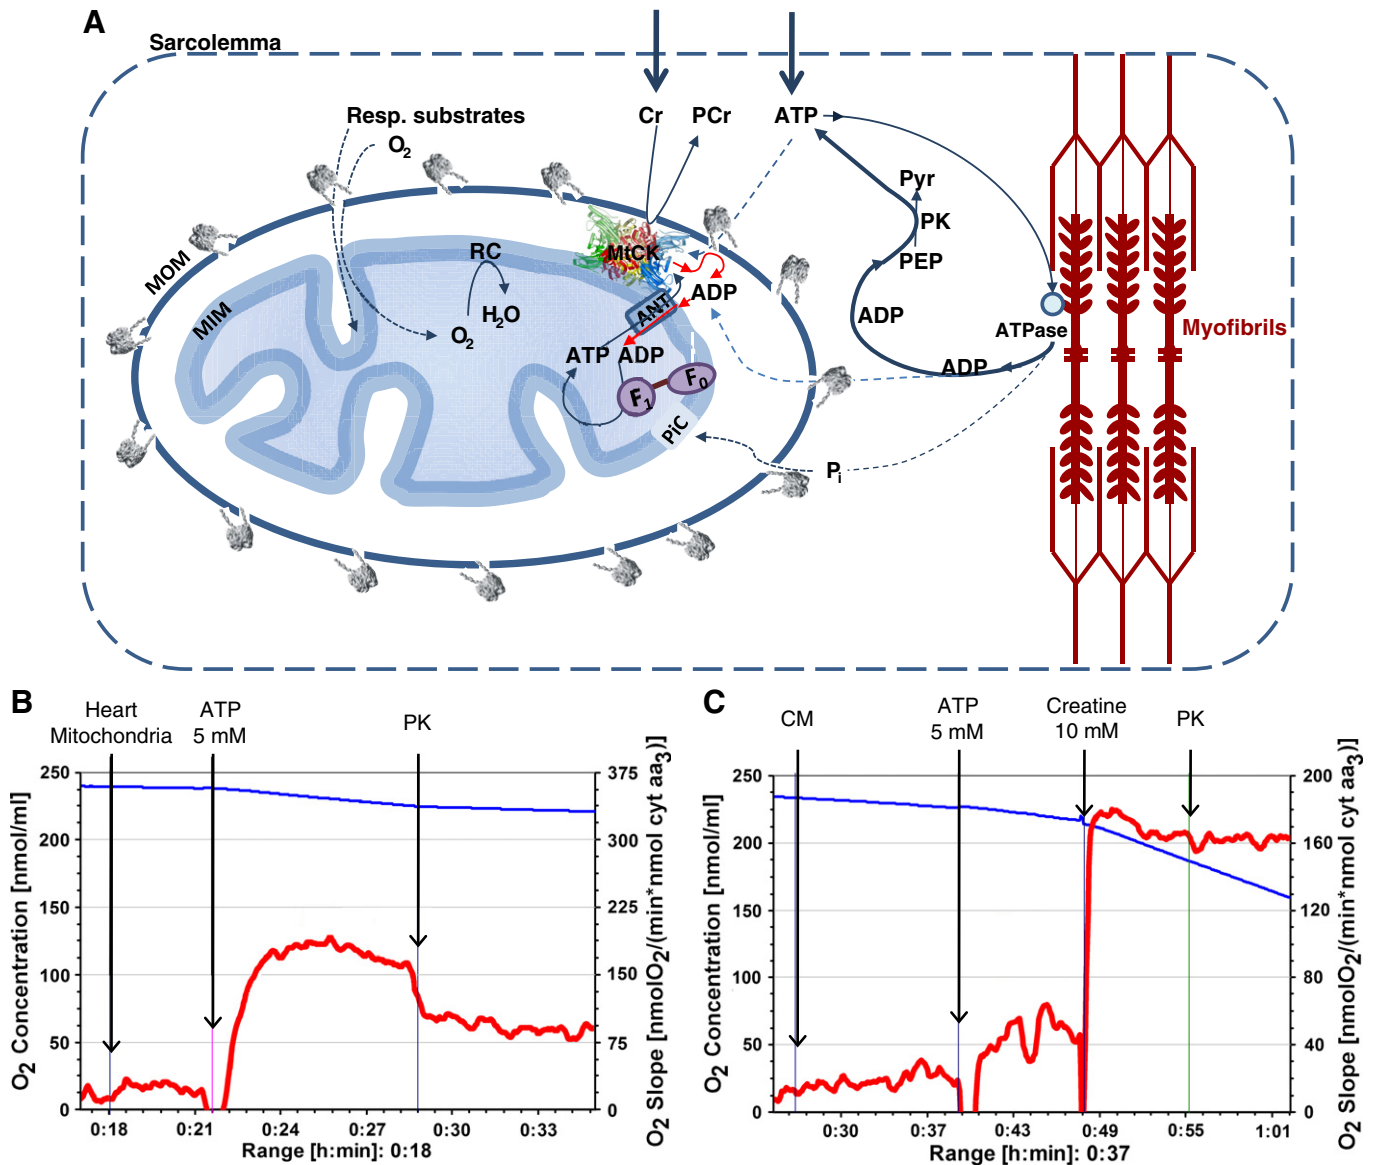 A
Sarcolemma
Resp. substrates
O2
Cr
PCr
ATP
Pyr
PK
PEP
ADP
ADP
ATPase
Myofibrils
MOM
MIM
RC
H2O
O2
MtCK
ADP
ANT
ATP
ADP
F1
F0
PiC
Pi
B
Heart
Mitochondria
ATP
5 mM
PK
O2 Concentration [nmol/ml]
250
200
150
100
50
0
375
300
225
150
75
0
O2 Slope [nmolO2/(min*nmol cyt aa3)]
0:18
0:21
0:24
0:27
0:30
0:33
Range [h:min]: 0:18
C
CM
ATP
5 mM
Creatine
10 mM
PK
O2 Concentration [nmol/ml]
250
200
150
100
50
0
200
160
120
80
40
0
O2 Slope [nmolO2/(min*nmol cyt aa3)]
0:30
0:37
0:43
0:49
0:55
1:01
Range [h:min]: 0:37